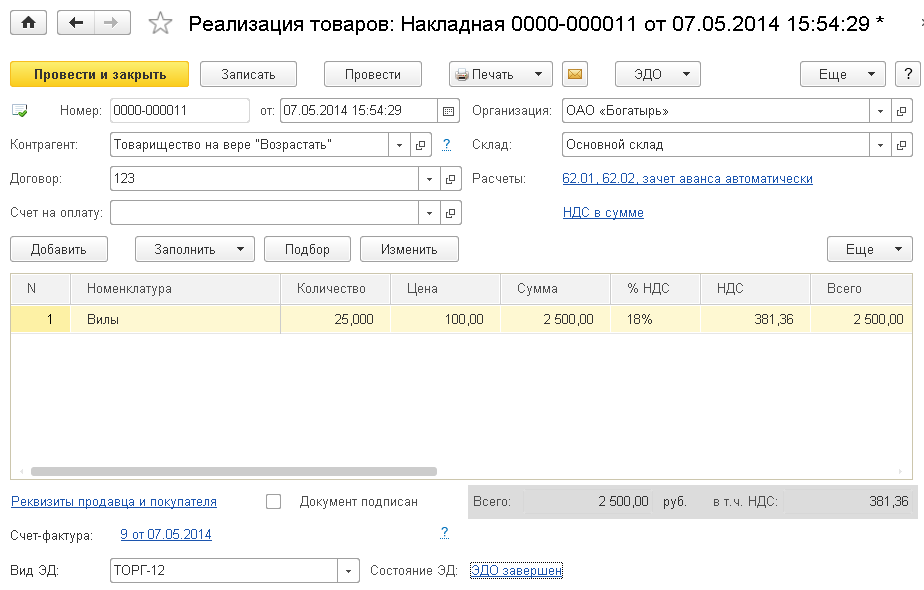 Реализация товаров: Накладная 0000-000011 от 07.05.2014 15:54:29 *
Провести и закрыть Записать Провести Печать ЭДО Еще ?
Номер: 0000-000011 от: 07.05.2014 15:54:29 Организация: ОАО «Богатырь»
Контрагент: Товарищество на вере "Возрастать" ? Склад: Основной склад
Договор: 123 Расчеты: 62.01, 62.02, зачет аванса автоматически
Счет на оплату: НДС в сумме
Добавить Заполнить Подбор Изменить Еще
N Номенклатура Количество Цена Сумма % НДС НДС Всего
1 Вилы 25,000 100,00 2 500,00 18% 381,36 2 500,00
Реквизиты продавца и покупателя Документ подписан Всего: 2 500,00 руб. в т.ч. НДС: 381,36
Счет-фактура: 9 от 07.05.2014 ?
Вид ЭД: ТОРГ-12 Состояние ЭД: ЭДО завершен